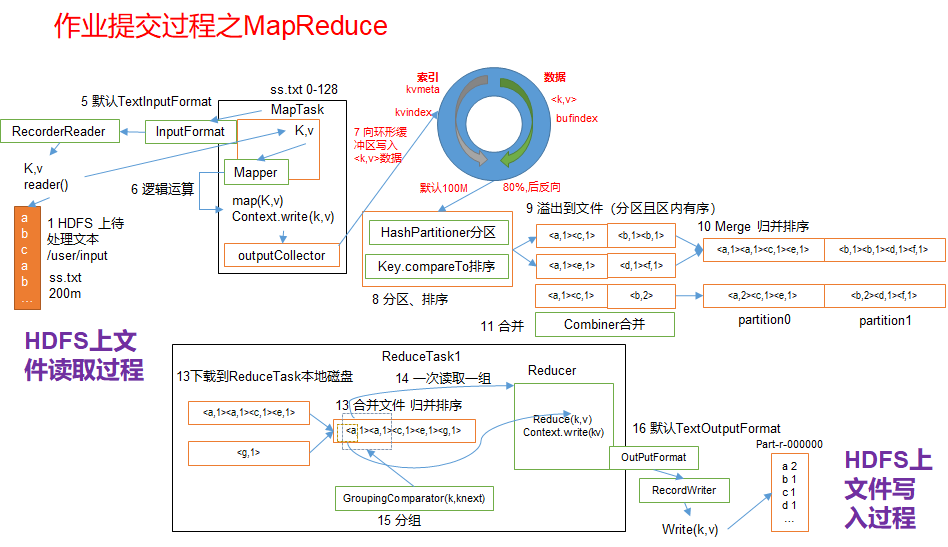 作业提交过程之MapReduce
ss.txt 0-128
5 默认TextInputFormat
MapTask
RecorderReader
InputFormat
K,v
K,v
reader()
Mapper
6 逻辑运算
map(K,v)
Context.write(k,v)
outputCollector
1 HDFS 上待
处理文本
/user/input
ss.txt
200m
a
b
c
a
b
...
HDFS上文
件读取过程
索引
kvmeta
kvindex
数据
<k,v>
bufindex
7 向环形缓
冲区写入
<k,v>数据
默认100M
80%,后反向
HashPartitioner分区
Key.compareTo排序
8 分区、排序
9 溢出到文件（分区且区内有序）
<a,1><c,1>
<b,1><b,1>
<a,1><e,1>
<d,1><f,1>
<a,1><c,1>
<b,2>
10 Merge 归并排序
<a,1><a,1><c,1><e,1>
<b,1><b,1><d,1><f,1>
<a,2><c,1><e,1>
<b,2><d,1><f,1>
partition0
partition1
11 合并
Combiner合并
ReduceTask1
13下载到ReduceTask本地磁盘
<a,1><a,1><c,1><e,1>
<g,1>
14 一次读取一组
13 合并文件 归并排序
<a,1><a,1><c,1><e,1><g,1>
GroupingComparator(k,knext)
15 分组
Reducer
Reduce(k,v)
Context.write(kv)
16 默认TextOutputFormat
OutPutFormat
RecordWriter
Write(k,v)
Part-r-000000
a 2
b 1
c 1
d 1
...
HDFS上
文件写
入过程